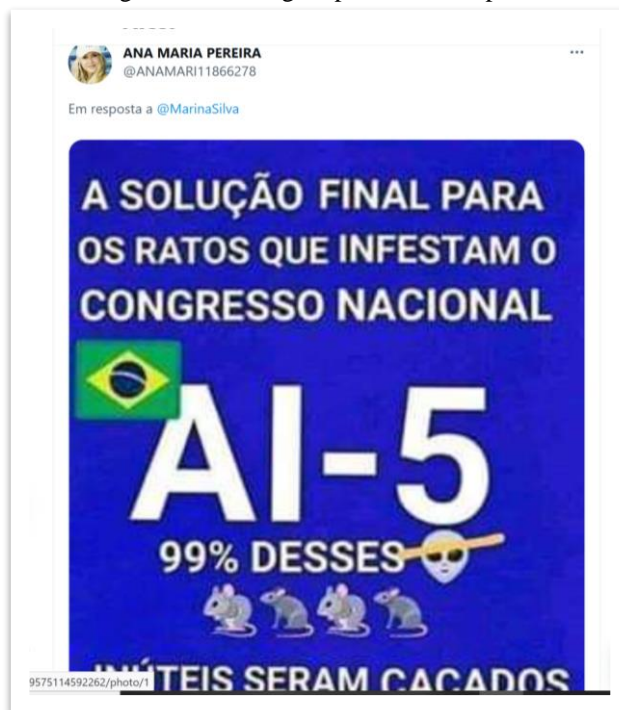 ANA MARIA PEREIRA
@ANAMARI11866278
Em resposta a @MarinaSilva
A SOLUÇÃO FINAL PARA
OS RATOS QUE INFESTAM O
CONGRESSO NACIONAL
AI-5
99% DESSES
INÚTEIS SERAM CAÇADOS
9575114592262/photo/1